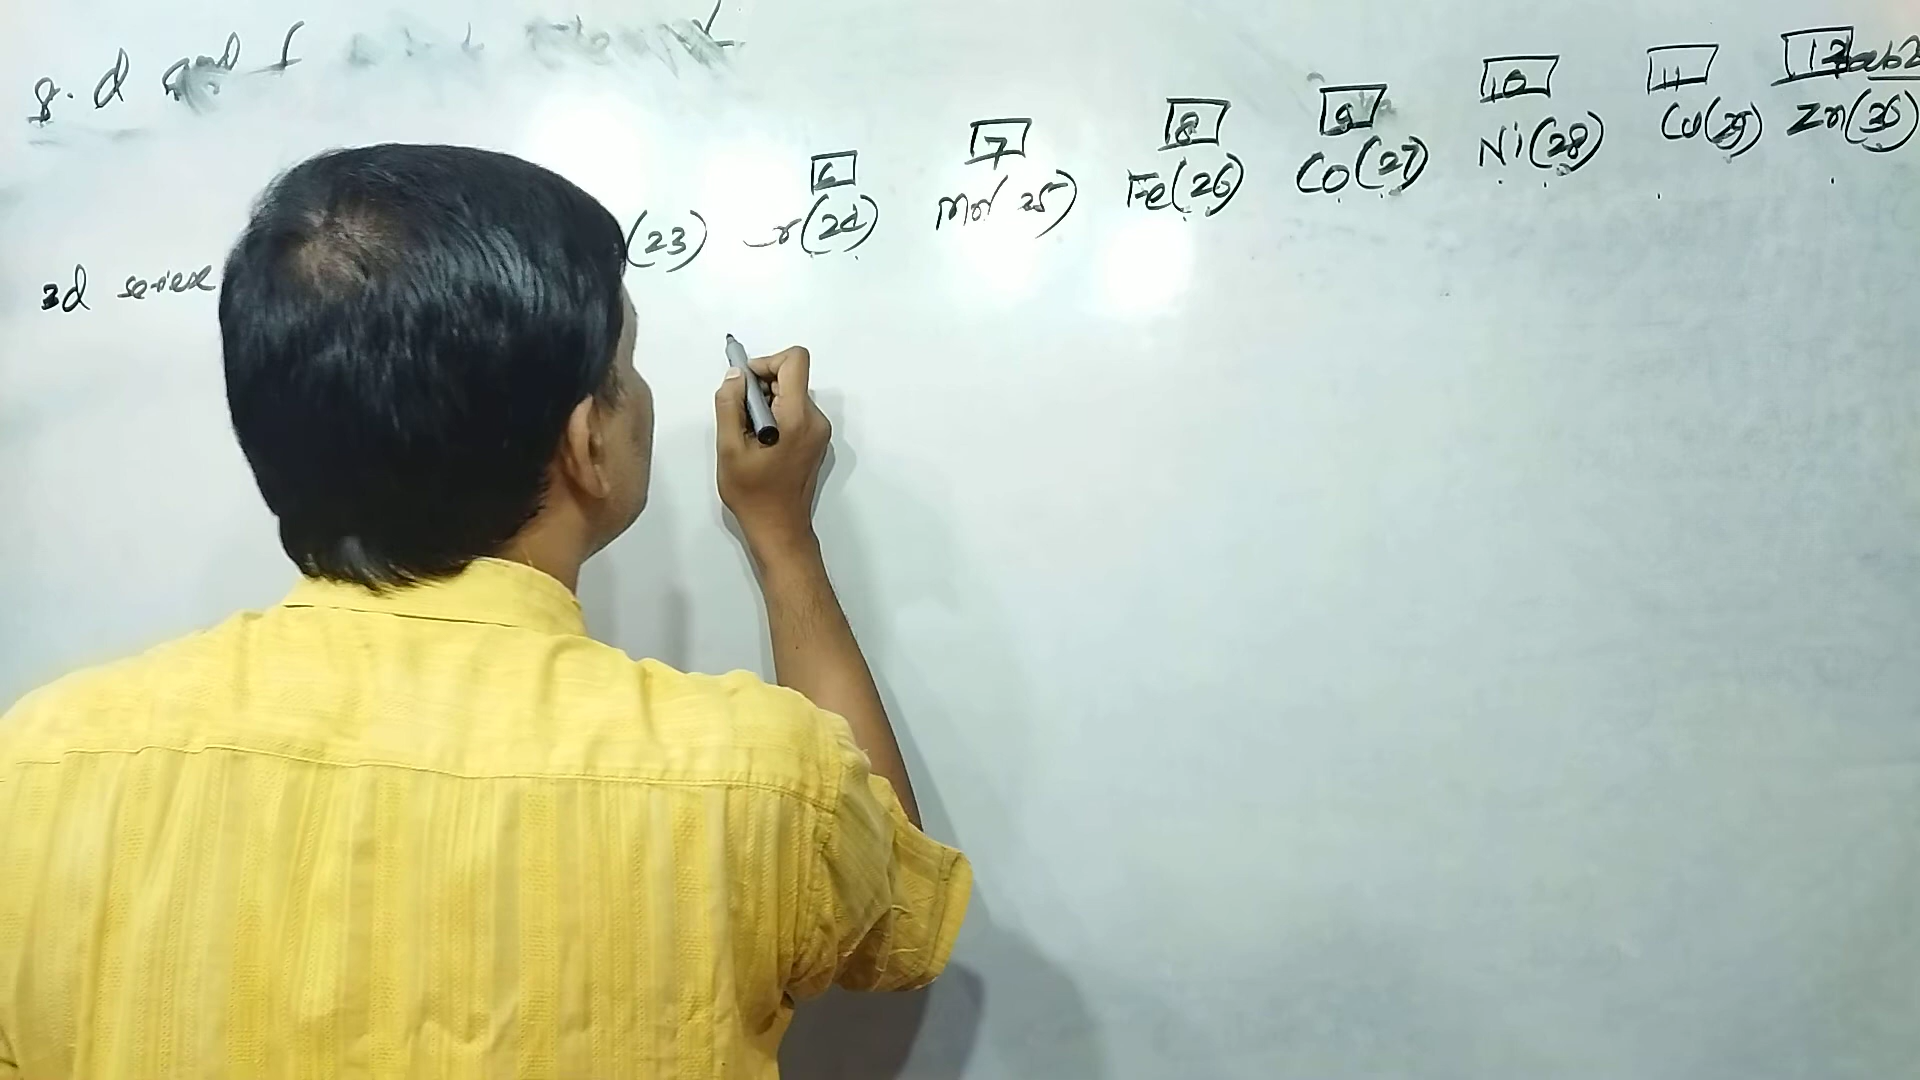 8. d and f
6 7 8 9 10 11 12
3d series (23) Cr(24) Mn(25) Fe(26) Co(27) Ni(28) Cu(29) Zn(30)